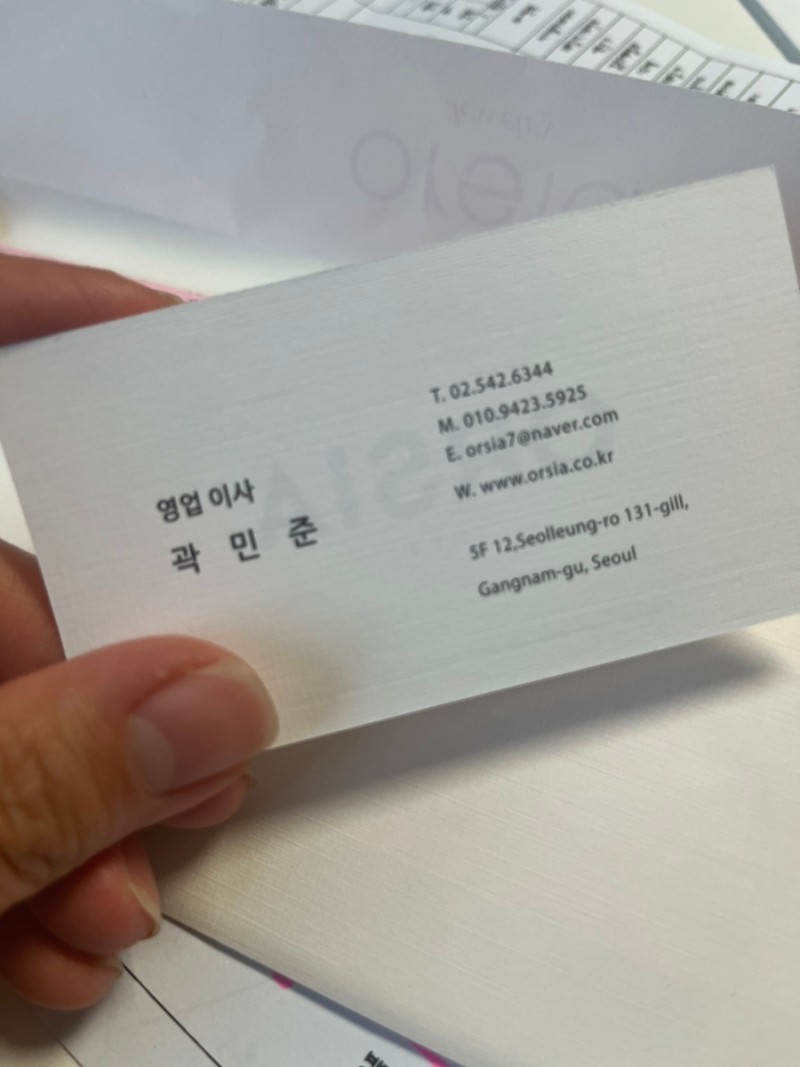 영업 이사
곽 민 준
T. 02.542.6344
M. 010.9423.5925
E. orsia7@naver.com
W. www.orsia.co.kr
5F 12,Seolleung-ro 131-gill,
Gangnam-gu, Seoul
ORSIA